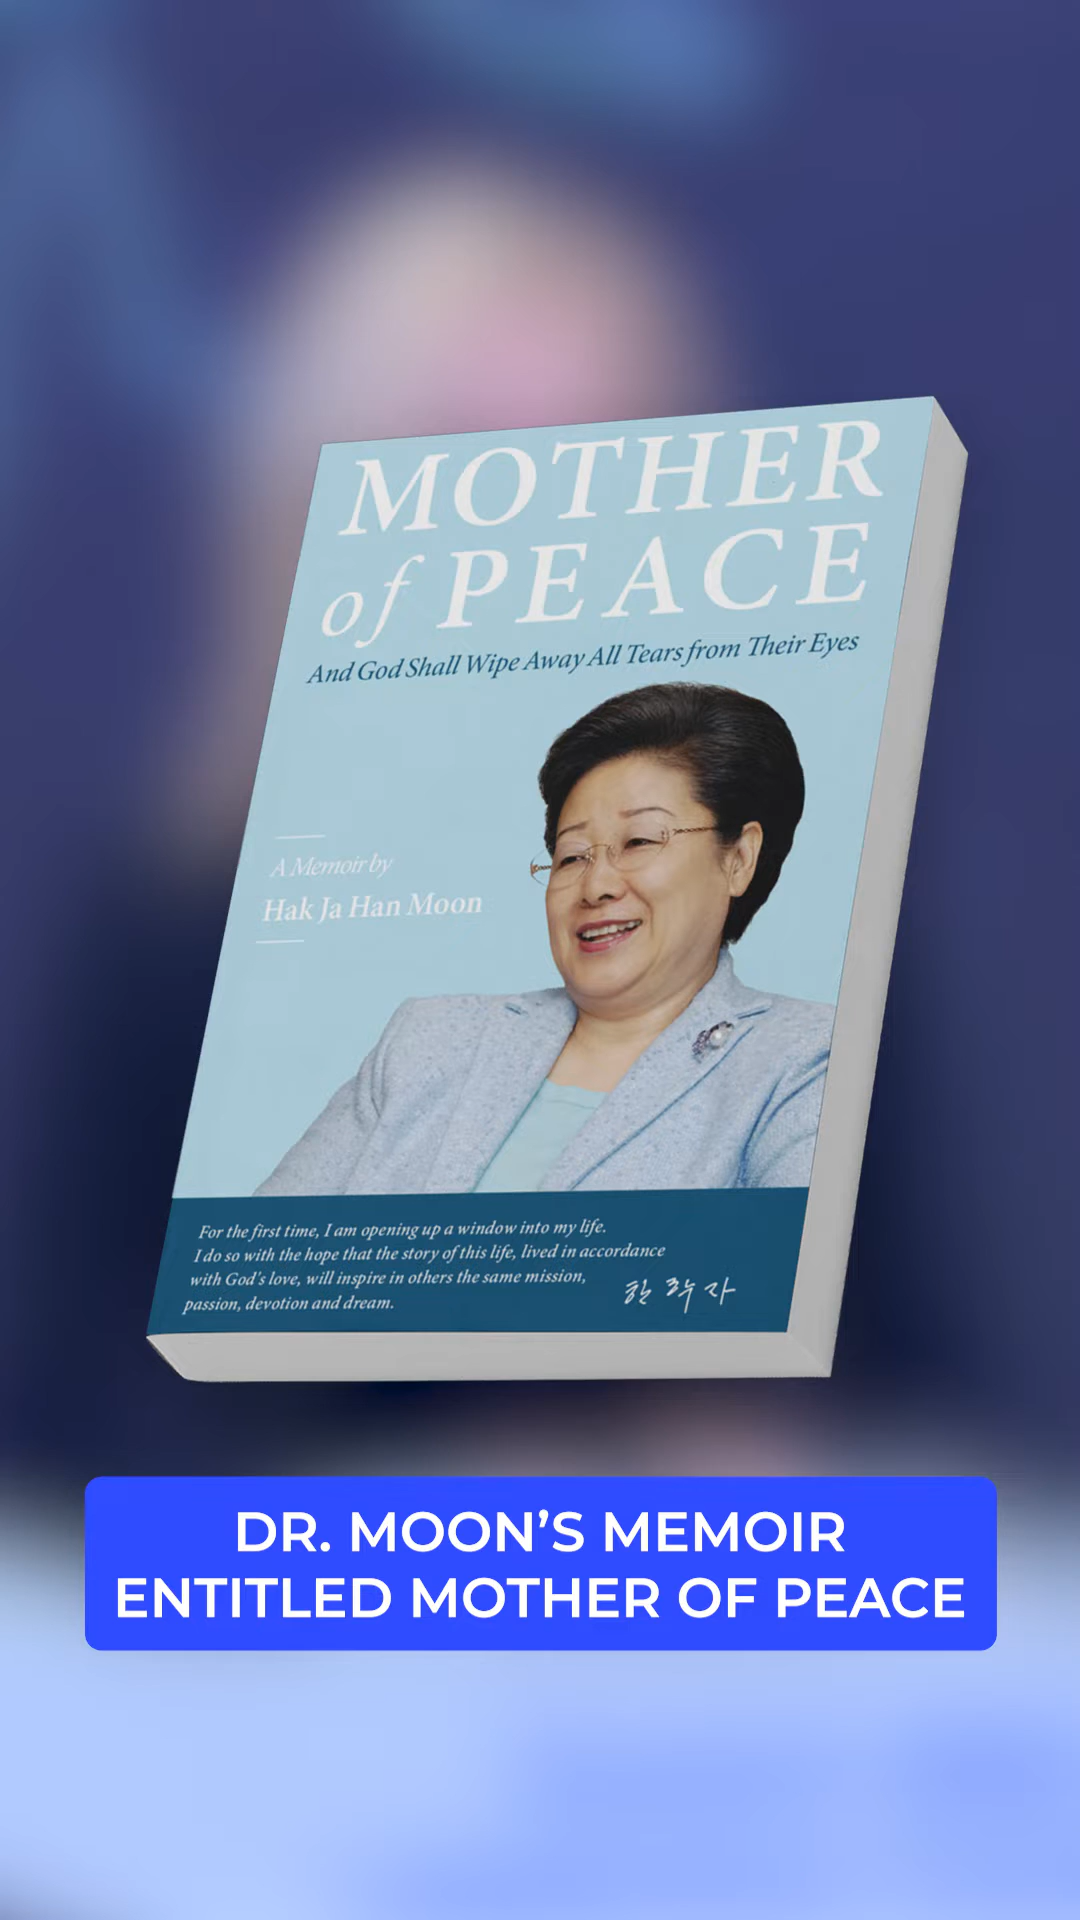 MOTHER
of PEACE
And God Shall Wipe Away All Tears from Their Eyes
A Memoir by
Hak Ja Han Moon
For the first time, I am opening up a window into my life.
I do so with the hope that the story of this life, lived in accordance
with God's love, will inspire in others the same mission,
passion, devotion and dream.
한 학 자
DR. MOON’S MEMOIR
ENTITLED MOTHER OF PEACE